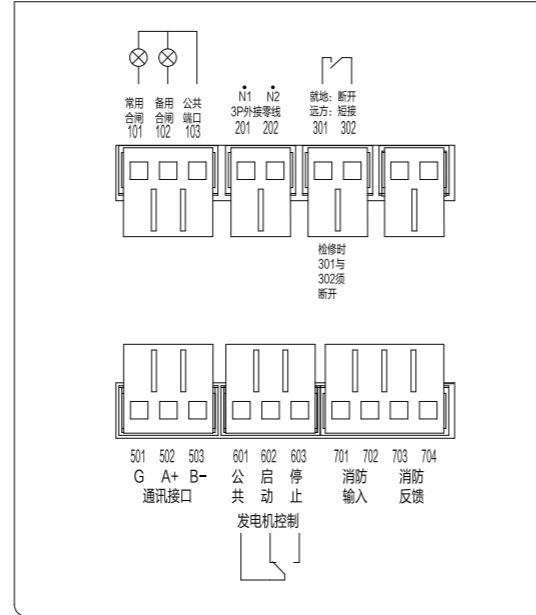 常用 备用 公共
合闸 合闸 端口
101 102 103
N1 N2
3P外接零线
201 202
就地：断开
远方：短接
301 302
检修时
301与
302须
断开
501 502 503
G A+ B-
通讯接口
601 602 603
公 启 停
共 动 止
发电机控制
701 702 703 704
消防 消防
输入 反馈